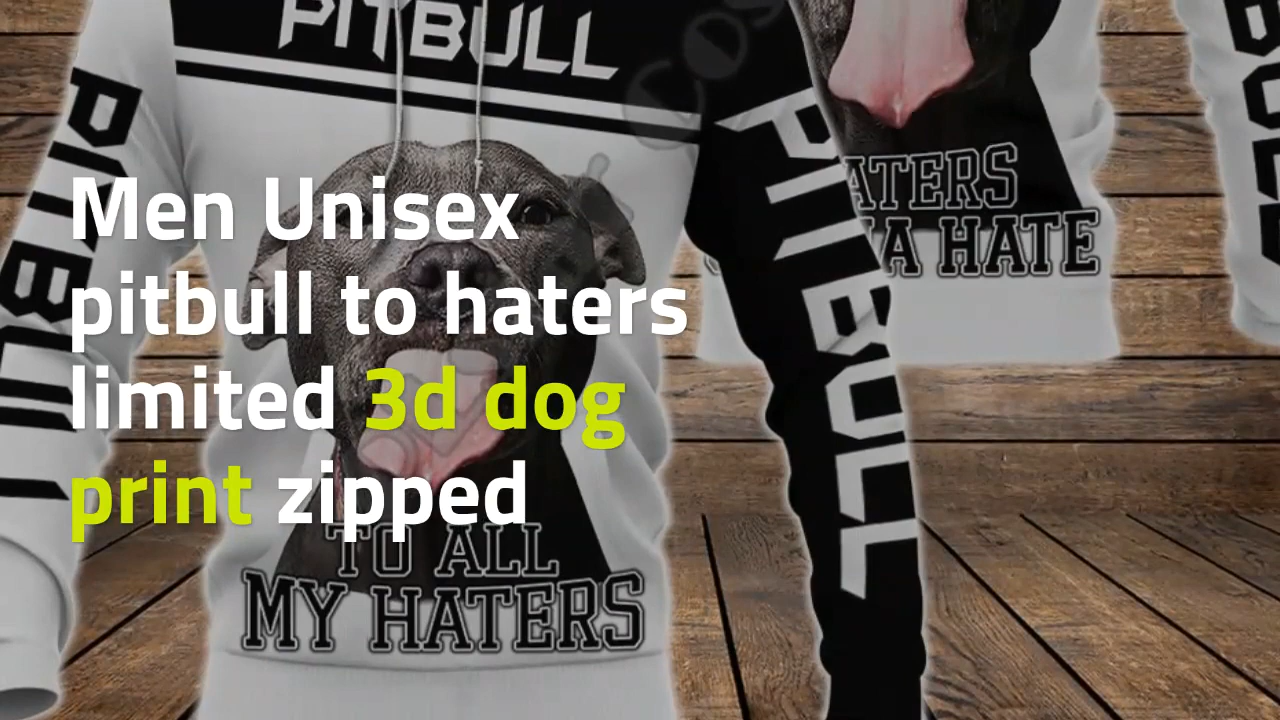 PITBULL
PITBULL
PITBULL
Cos
ATERS
A HATE
Men Unisex
pitbull to haters
limited 3d dog
print zipped
TO ALL
MY HATERS